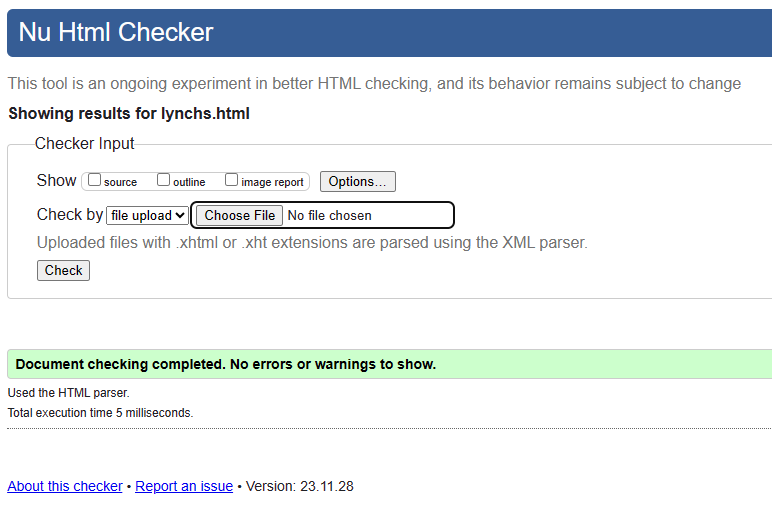 Nu Html Checker
This tool is an ongoing experiment in better HTML checking, and its behavior remains subject to change
Showing results for lynchs.html
Checker Input
Show source outline image report Options...
Check by file upload Choose File No file chosen
Uploaded files with .xhtml or .xht extensions are parsed using the XML parser.
Check
Document checking completed. No errors or warnings to show.
Used the HTML parser.
Total execution time 5 milliseconds.
About this checker • Report an issue • Version: 23.11.28